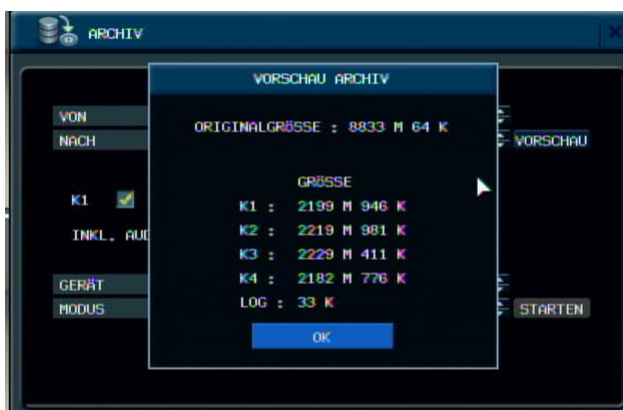 ARCHIV
VORSCHAU ARCHIV
VON
ORIGINALGRÖSSE : 8833 M 64 K
NACH
VORSCHAU
GRÖSSE
K1
K1 : 2199 M 946 K
K2 : 2219 M 981 K
INKL. AUD
K3 : 2229 M 411 K
K4 : 2182 M 776 K
GERÄT
LOG : 33 K
MODUS
STARTEN
OK